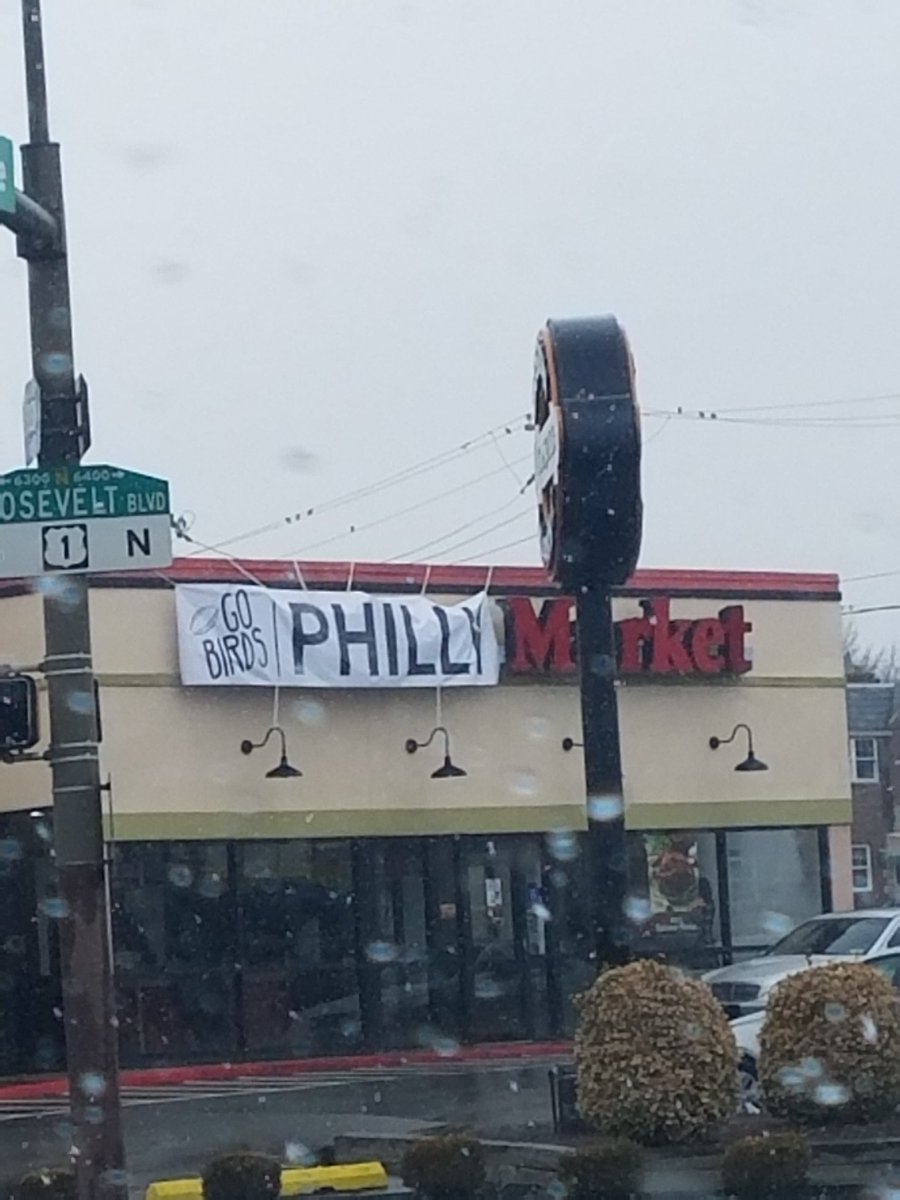 ← 6300 N 6400 →
OSEVELT BLVD
1 N
GO
BIRDS
PHILLY
Market